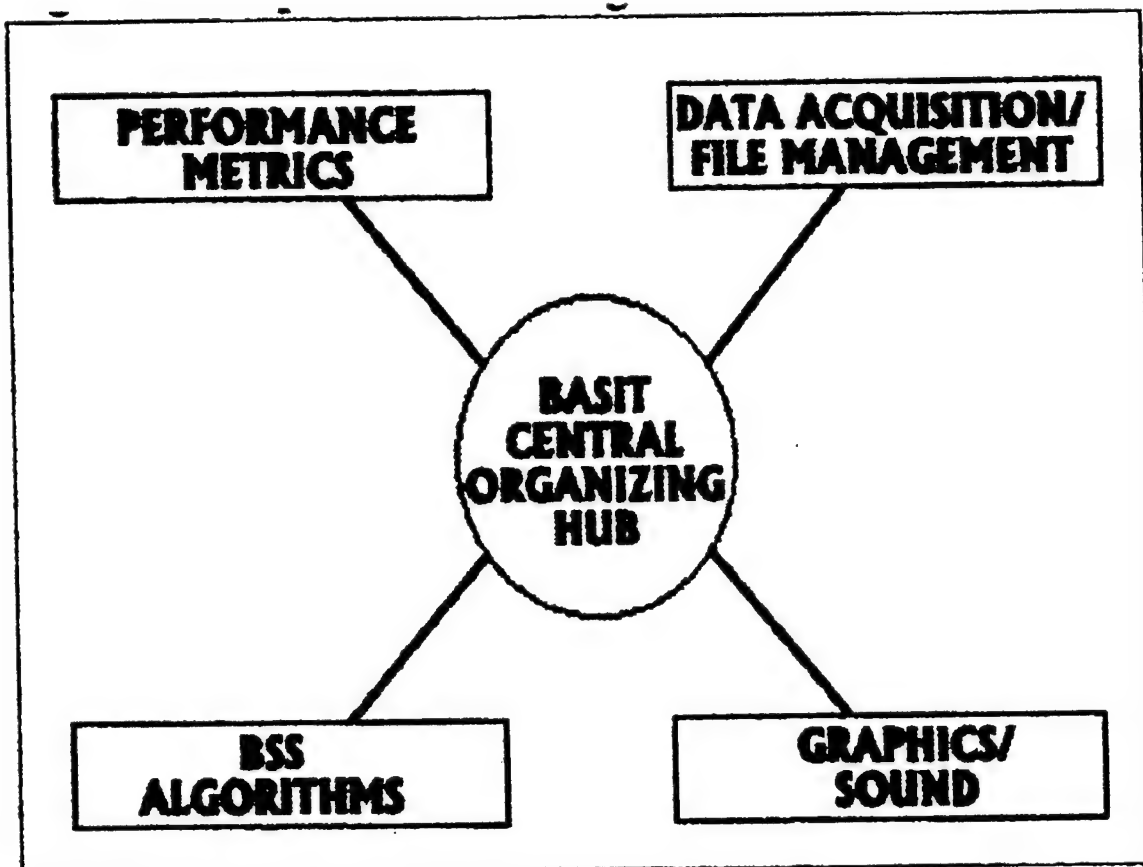 PERFORMANCE
METRICS
DATA ACQUISITION/
FILE MANAGEMENT
BASIT
CENTRAL
ORGANIZING
HUB
BSS
ALGORITHMS
GRAPHICS/
SOUND